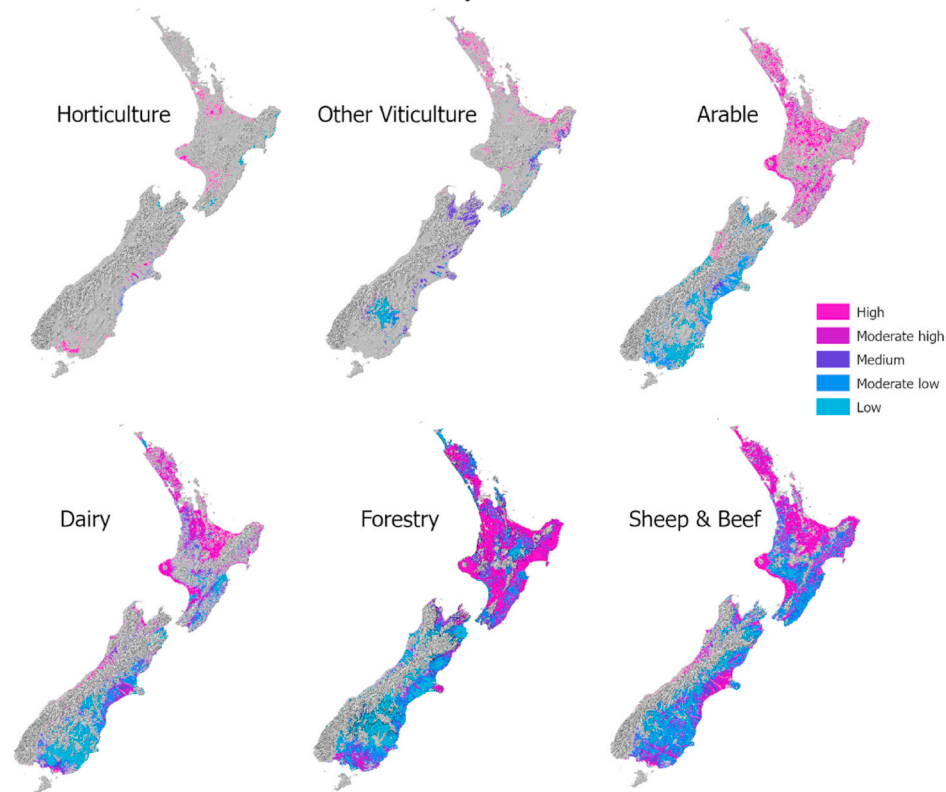 Horticulture
Other Viticulture
Arable
High
Moderate high
Medium
Moderate low
Low
Dairy
Forestry
Sheep & Beef